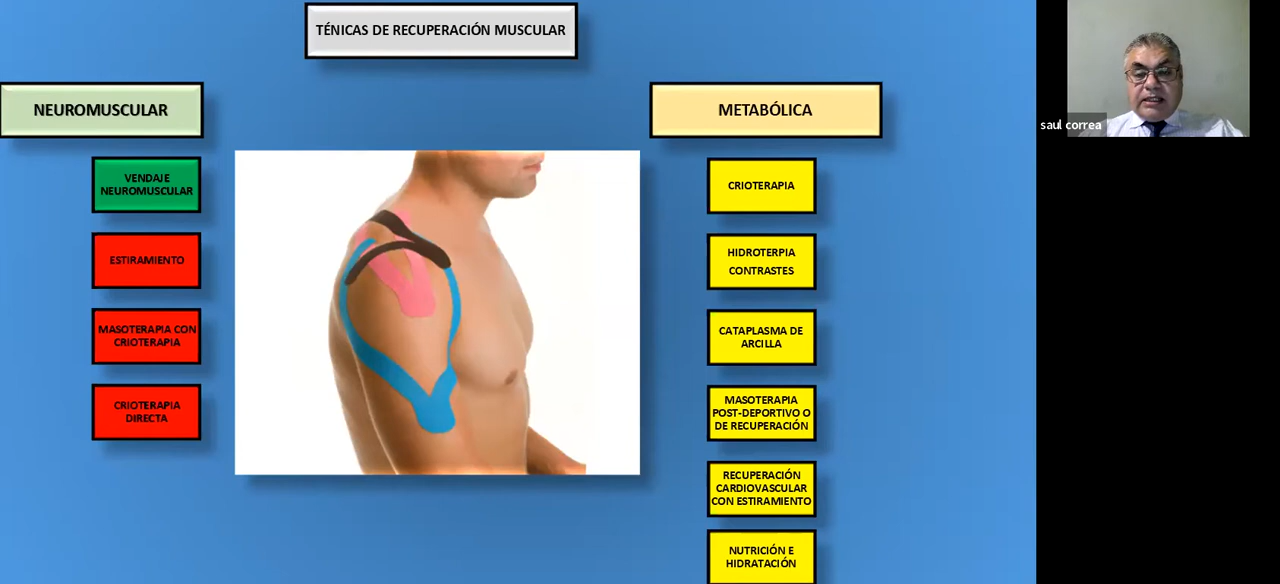 TÉNICAS DE RECUPERACIÓN MUSCULAR
NEUROMUSCULAR
VENDAJE
NEUROMUSCULAR
ESTIRAMIENTO
MASOTERAPIA CON
CRIOTERAPIA
CRIOTERAPIA
DIRECTA
METABÓLICA
CRIOTERAPIA
HIDROTERPIA
CONTRASTES
CATAPLASMA DE
ARCILLA
MASOTERAPIA
POST-DEPORTIVO O
DE RECUPERACIÓN
RECUPERACIÓN
CARDIOVASCULAR
CON ESTIRAMIENTO
NUTRICIÓN E
HIDRATACIÓN
saul correa